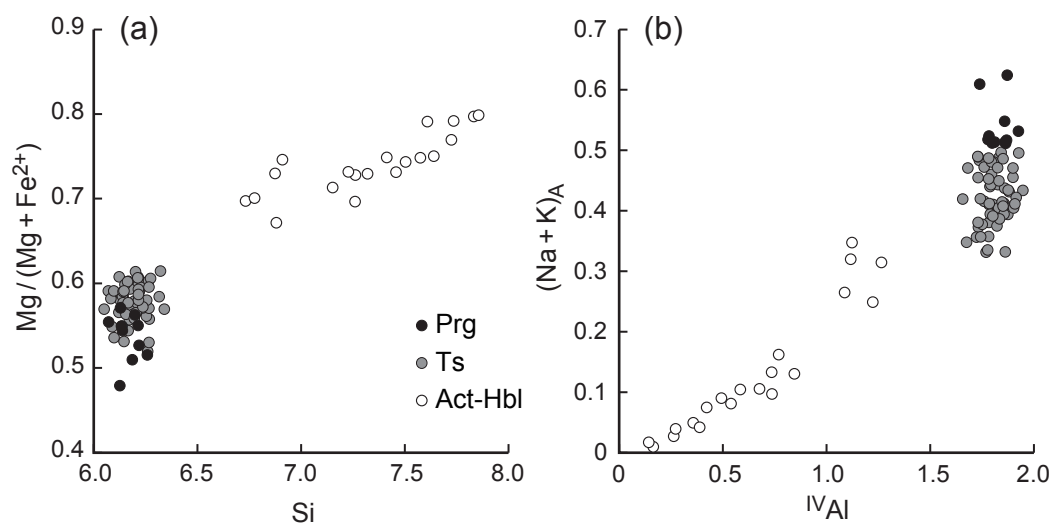 (a)
0.9
0.8
0.7
0.6
0.5
0.4
Mg / (Mg + Fe²⁺)
6.0 6.5 7.0 7.5 8.0
Si
Prg
Ts
Act-Hbl
(b)
0.7
0.6
0.5
0.4
0.3
0.2
0.1
0
(Na + K)A
0 0.5 1.0 1.5 2.0
IVAl